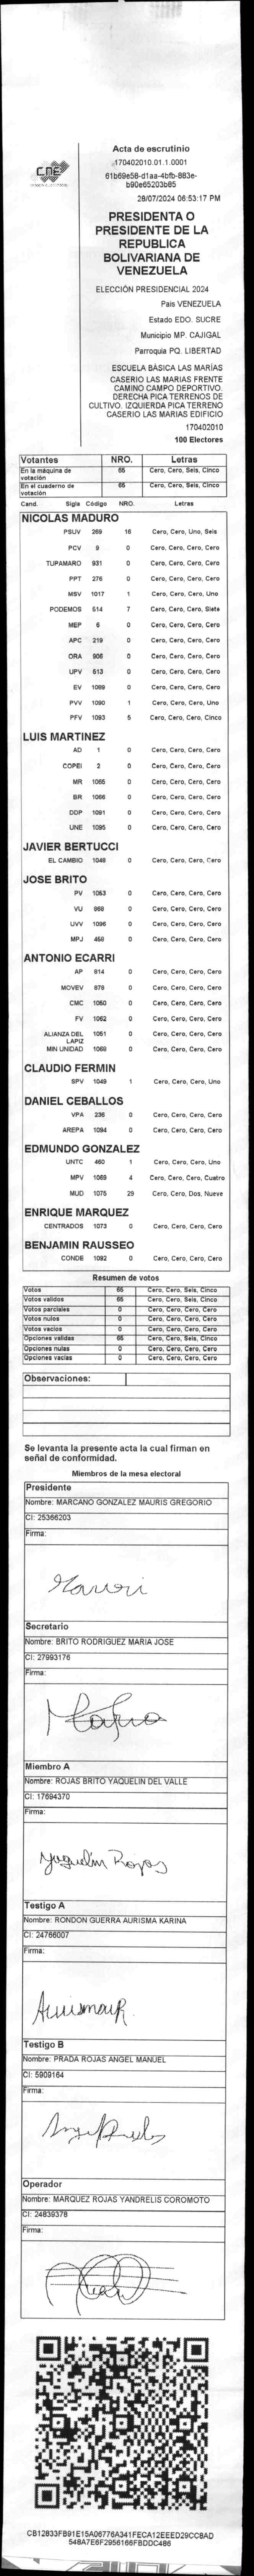 CNE
Acta de escrutinio
170402010.01.1.0001
61b69e58-d1aa-4bfb-883e-
b90e65203b85
28/07/2024 06:53:17 PM
PRESIDENTA O
PRESIDENTE DE LA
REPUBLICA
BOLIVARIANA DE
VENEZUELA
ELECCIÓN PRESIDENCIAL 2024
País VENEZUELA
Estado EDO. SUCRE
Municipio MP. CAJIGAL
Parroquia PQ. LIBERTAD
ESCUELA BÁSICA LAS MARÍAS
CASERIO LAS MARIAS FRENTE
CAMINO CAMPO DEPORTIVO.
DERECHA PICA TERRENOS DE
CULTIVO. IZQUIERDA PICA TERRENO
CASERIO LAS MARIAS EDIFICIO
170402010
100 Electores
Votantes NRO. Letras
En la máquina de votación 65 Cero, Cero, Seis, Cinco
En el cuaderno de votación 65 Cero, Cero, Seis, Cinco
Cand. Sigla Código NRO. Letras
NICOLAS MADURO
PSUV 269 16 Cero, Cero, Uno, Seis
PCV 9 0 Cero, Cero, Cero, Cero
TUPAMARO 931 0 Cero, Cero, Cero, Cero
PPT 276 0 Cero, Cero, Cero, Cero
MSV 1017 1 Cero, Cero, Cero, Uno
PODEMOS 514 7 Cero, Cero, Cero, Siete
MEP 6 0 Cero, Cero, Cero, Cero
APC 219 0 Cero, Cero, Cero, Cero
ORA 906 0 Cero, Cero, Cero, Cero
UPV 513 0 Cero, Cero, Cero, Cero
EV 1089 0 Cero, Cero, Cero, Cero
PVV 1090 1 Cero, Cero, Cero, Uno
PFV 1093 5 Cero, Cero, Cero, Cinco
LUIS MARTINEZ
AD 1 0 Cero, Cero, Cero, Cero
COPEI 2 0 Cero, Cero, Cero, Cero
MR 1065 0 Cero, Cero, Cero, Cero
BR 1066 0 Cero, Cero, Cero, Cero
DDP 1091 0 Cero, Cero, Cero, Cero
UNE 1095 0 Cero, Cero, Cero, Cero
JAVIER BERTUCCI
EL CAMBIO 1048 0 Cero, Cero, Cero, Cero
JOSE BRITO
PV 1053 0 Cero, Cero, Cero, Cero
VU 868 0 Cero, Cero, Cero, Cero
UVV 1096 0 Cero, Cero, Cero, Cero
MPJ 458 0 Cero, Cero, Cero, Cero
ANTONIO ECARRI
AP 814 0 Cero, Cero, Cero, Cero
MOVEV 878 0 Cero, Cero, Cero, Cero
CMC 1050 0 Cero, Cero, Cero, Cero
FV 1052 0 Cero, Cero, Cero, Cero
ALIANZA DEL LAPIZ 1051 0 Cero, Cero, Cero, Cero
MIN UNIDAD 1068 0 Cero, Cero, Cero, Cero
CLAUDIO FERMIN
SPV 1049 1 Cero, Cero, Cero, Uno
DANIEL CEBALLOS
VPA 236 0 Cero, Cero, Cero, Cero
AREPA 1094 0 Cero, Cero, Cero, Cero
EDMUNDO GONZALEZ
UNTC 460 1 Cero, Cero, Cero, Uno
MPV 1069 4 Cero, Cero, Cero, Cuatro
MUD 1075 29 Cero, Cero, Dos, Nueve
ENRIQUE MARQUEZ
CENTRADOS 1073 0 Cero, Cero, Cero, Cero
BENJAMIN RAUSSEO
CONDE 1092 0 Cero, Cero, Cero, Cero
Resumen de votos
Votos 65 Cero, Cero, Seis, Cinco
Votos validos 65 Cero, Cero, Seis, Cinco
Votos parciales 0 Cero, Cero, Cero, Cero
Votos nulos 0 Cero, Cero, Cero, Cero
Votos vacios 0 Cero, Cero, Cero, Cero
Opciones validas 65 Cero, Cero, Seis, Cinco
Opciones nulas 0 Cero, Cero, Cero, Cero
Opciones vacias 0 Cero, Cero, Cero, Cero
Observaciones:
Se levanta la presente acta la cual firman en
señal de conformidad.
Miembros de la mesa electoral
Presidente
Nombre: MARCANO GONZALEZ MAURIS GREGORIO
CI: 25366203
Firma:
Secretario
Nombre: BRITO RODRIGUEZ MARIA JOSE
CI: 27993176
Firma:
Maria
Miembro A
Nombre: ROJAS BRITO YAQUELIN DEL VALLE
CI: 17694370
Firma:
Yaquelin Rojas
Testigo A
Nombre: RONDON GUERRA AURISMA KARINA
CI: 24766007
Firma:
AurismaR
Testigo B
Nombre: PRADA ROJAS ANGEL MANUEL
CI: 5909164
Firma:
Operador
Nombre: MARQUEZ ROJAS YANDRELIS COROMOTO
CI: 24839378
Firma:
CB12833FB91E15A06776A341FECA12EEED29CC8AD
548A7E6F2956166FBDDC486